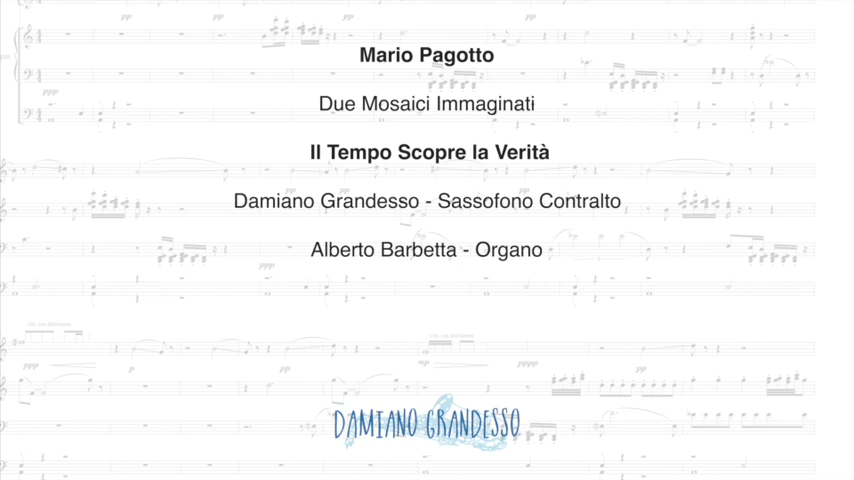 Mario Pagotto
Due Mosaici Immaginati
Il Tempo Scopre la Verità
Damiano Grandesso - Sassofono Contralto
Alberto Barbetta - Organo
DAMIANO GRANDESSO